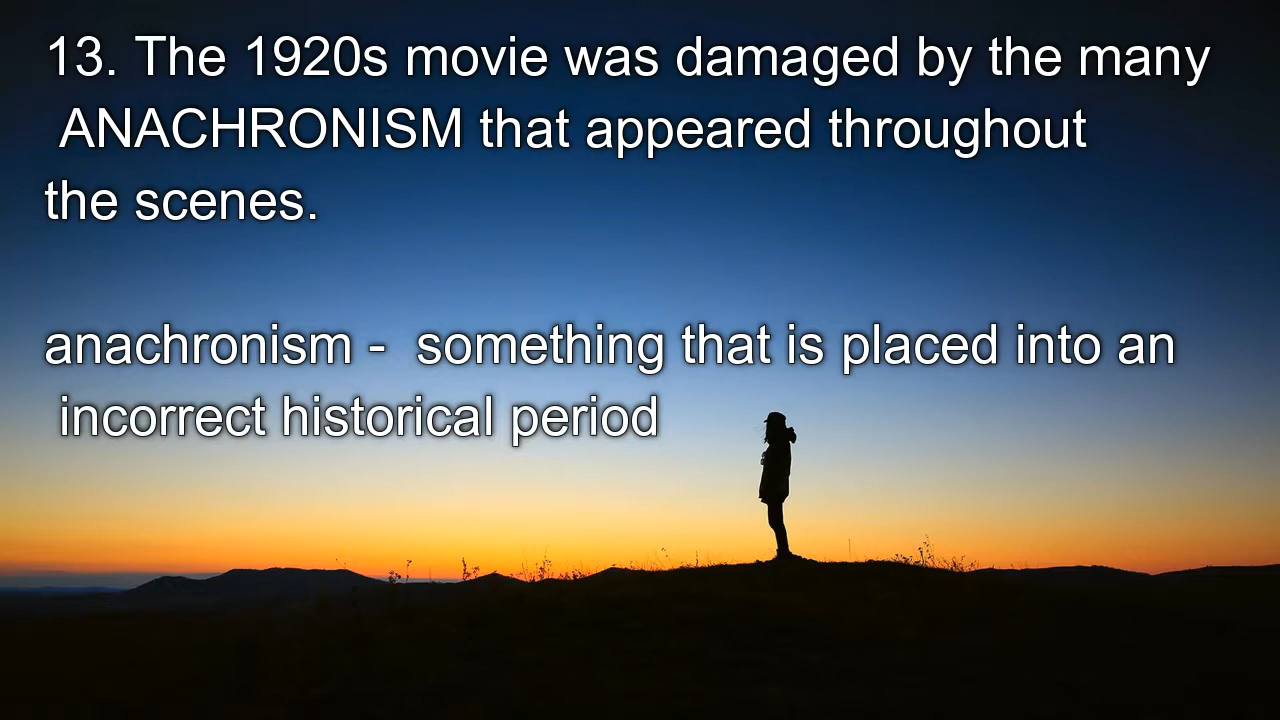 13. The 1920s movie was damaged by the many
ANACHRONISM that appeared throughout
the scenes.
anachronism - something that is placed into an
incorrect historical period